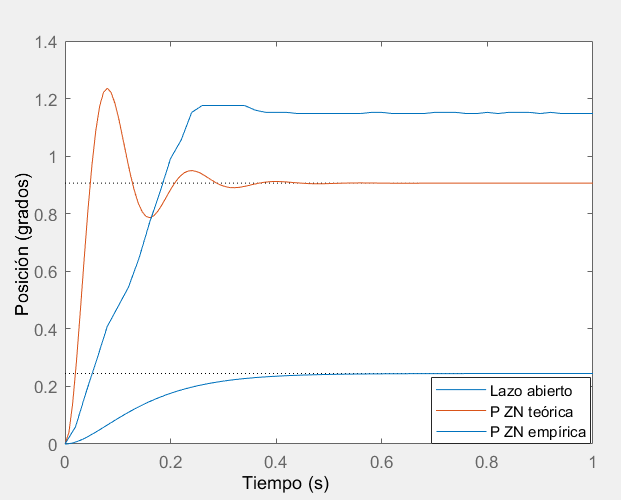 1.4
1.2
1
0.8
0.6
0.4
0.2
0
Posición (grados)
Lazo abierto
P ZN teórica
P ZN empírica
0 0.2 0.4 0.6 0.8 1
Tiempo (s)